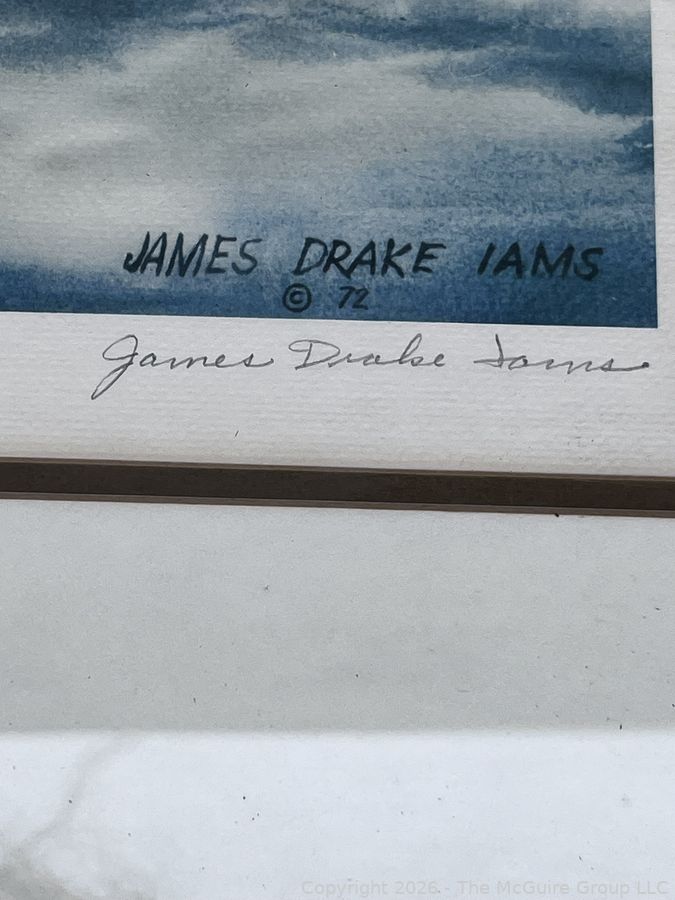 JAMES DRAKE IAMS
© 72
James Drake Iams
Copyright 2026 - The McGuire Group LLC